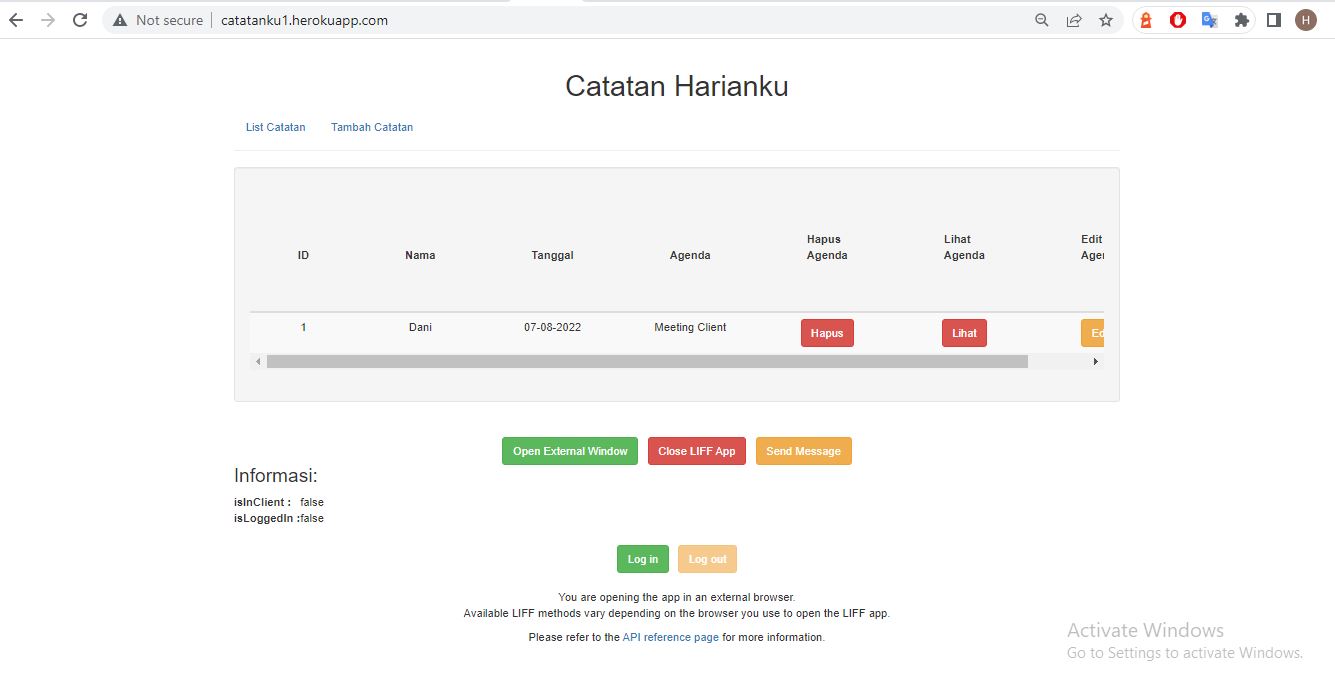 Not secure
catatanku1.herokuapp.com
H
Catatan Harianku
List Catatan Tambah Catatan
ID Nama Tanggal Agenda Hapus Agenda Lihat Agenda Edit
1 Dani 07-08-2022 Meeting Client Hapus Lihat
Open External Window Close LIFF App Send Message
Informasi:
isInClient : false
isLoggedIn :false
Log in Log out
You are opening the app in an external browser.
Available LIFF methods vary depending on the browser you use to open the LIFF app.
Please refer to the API reference page for more information.
Activate Windows
Go to Settings to activate Windows.